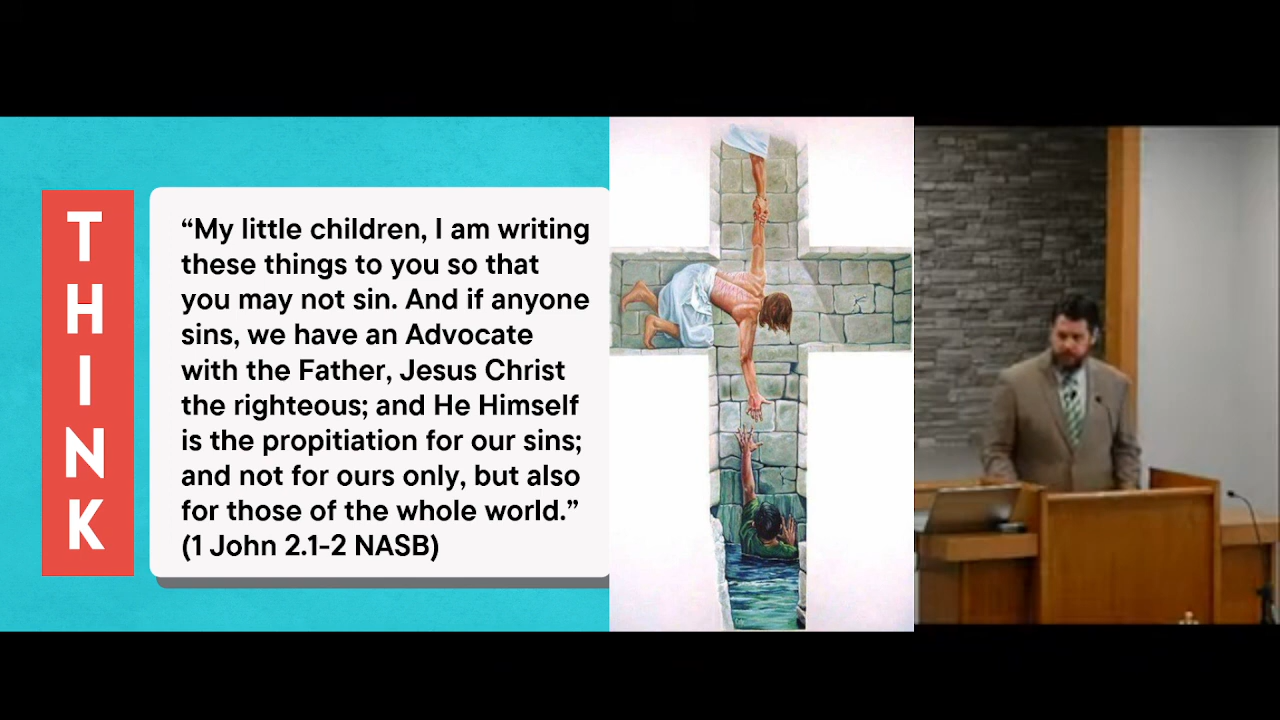 THINK
“My little children, I am writing
these things to you so that
you may not sin. And if anyone
sins, we have an Advocate
with the Father, Jesus Christ
the righteous; and He Himself
is the propitiation for our sins;
and not for ours only, but also
for those of the whole world.”
(1 John 2.1-2 NASB)